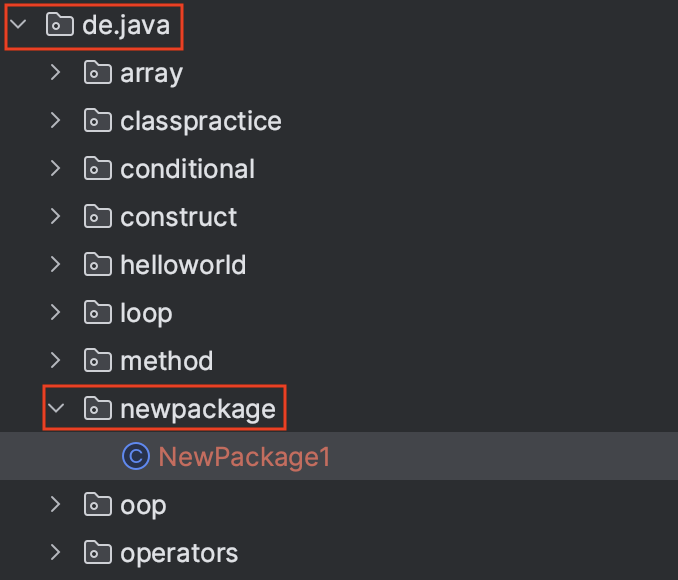 de.java
array
classpractice
conditional
construct
helloworld
loop
method
newpackage
C NewPackage1
oop
operators